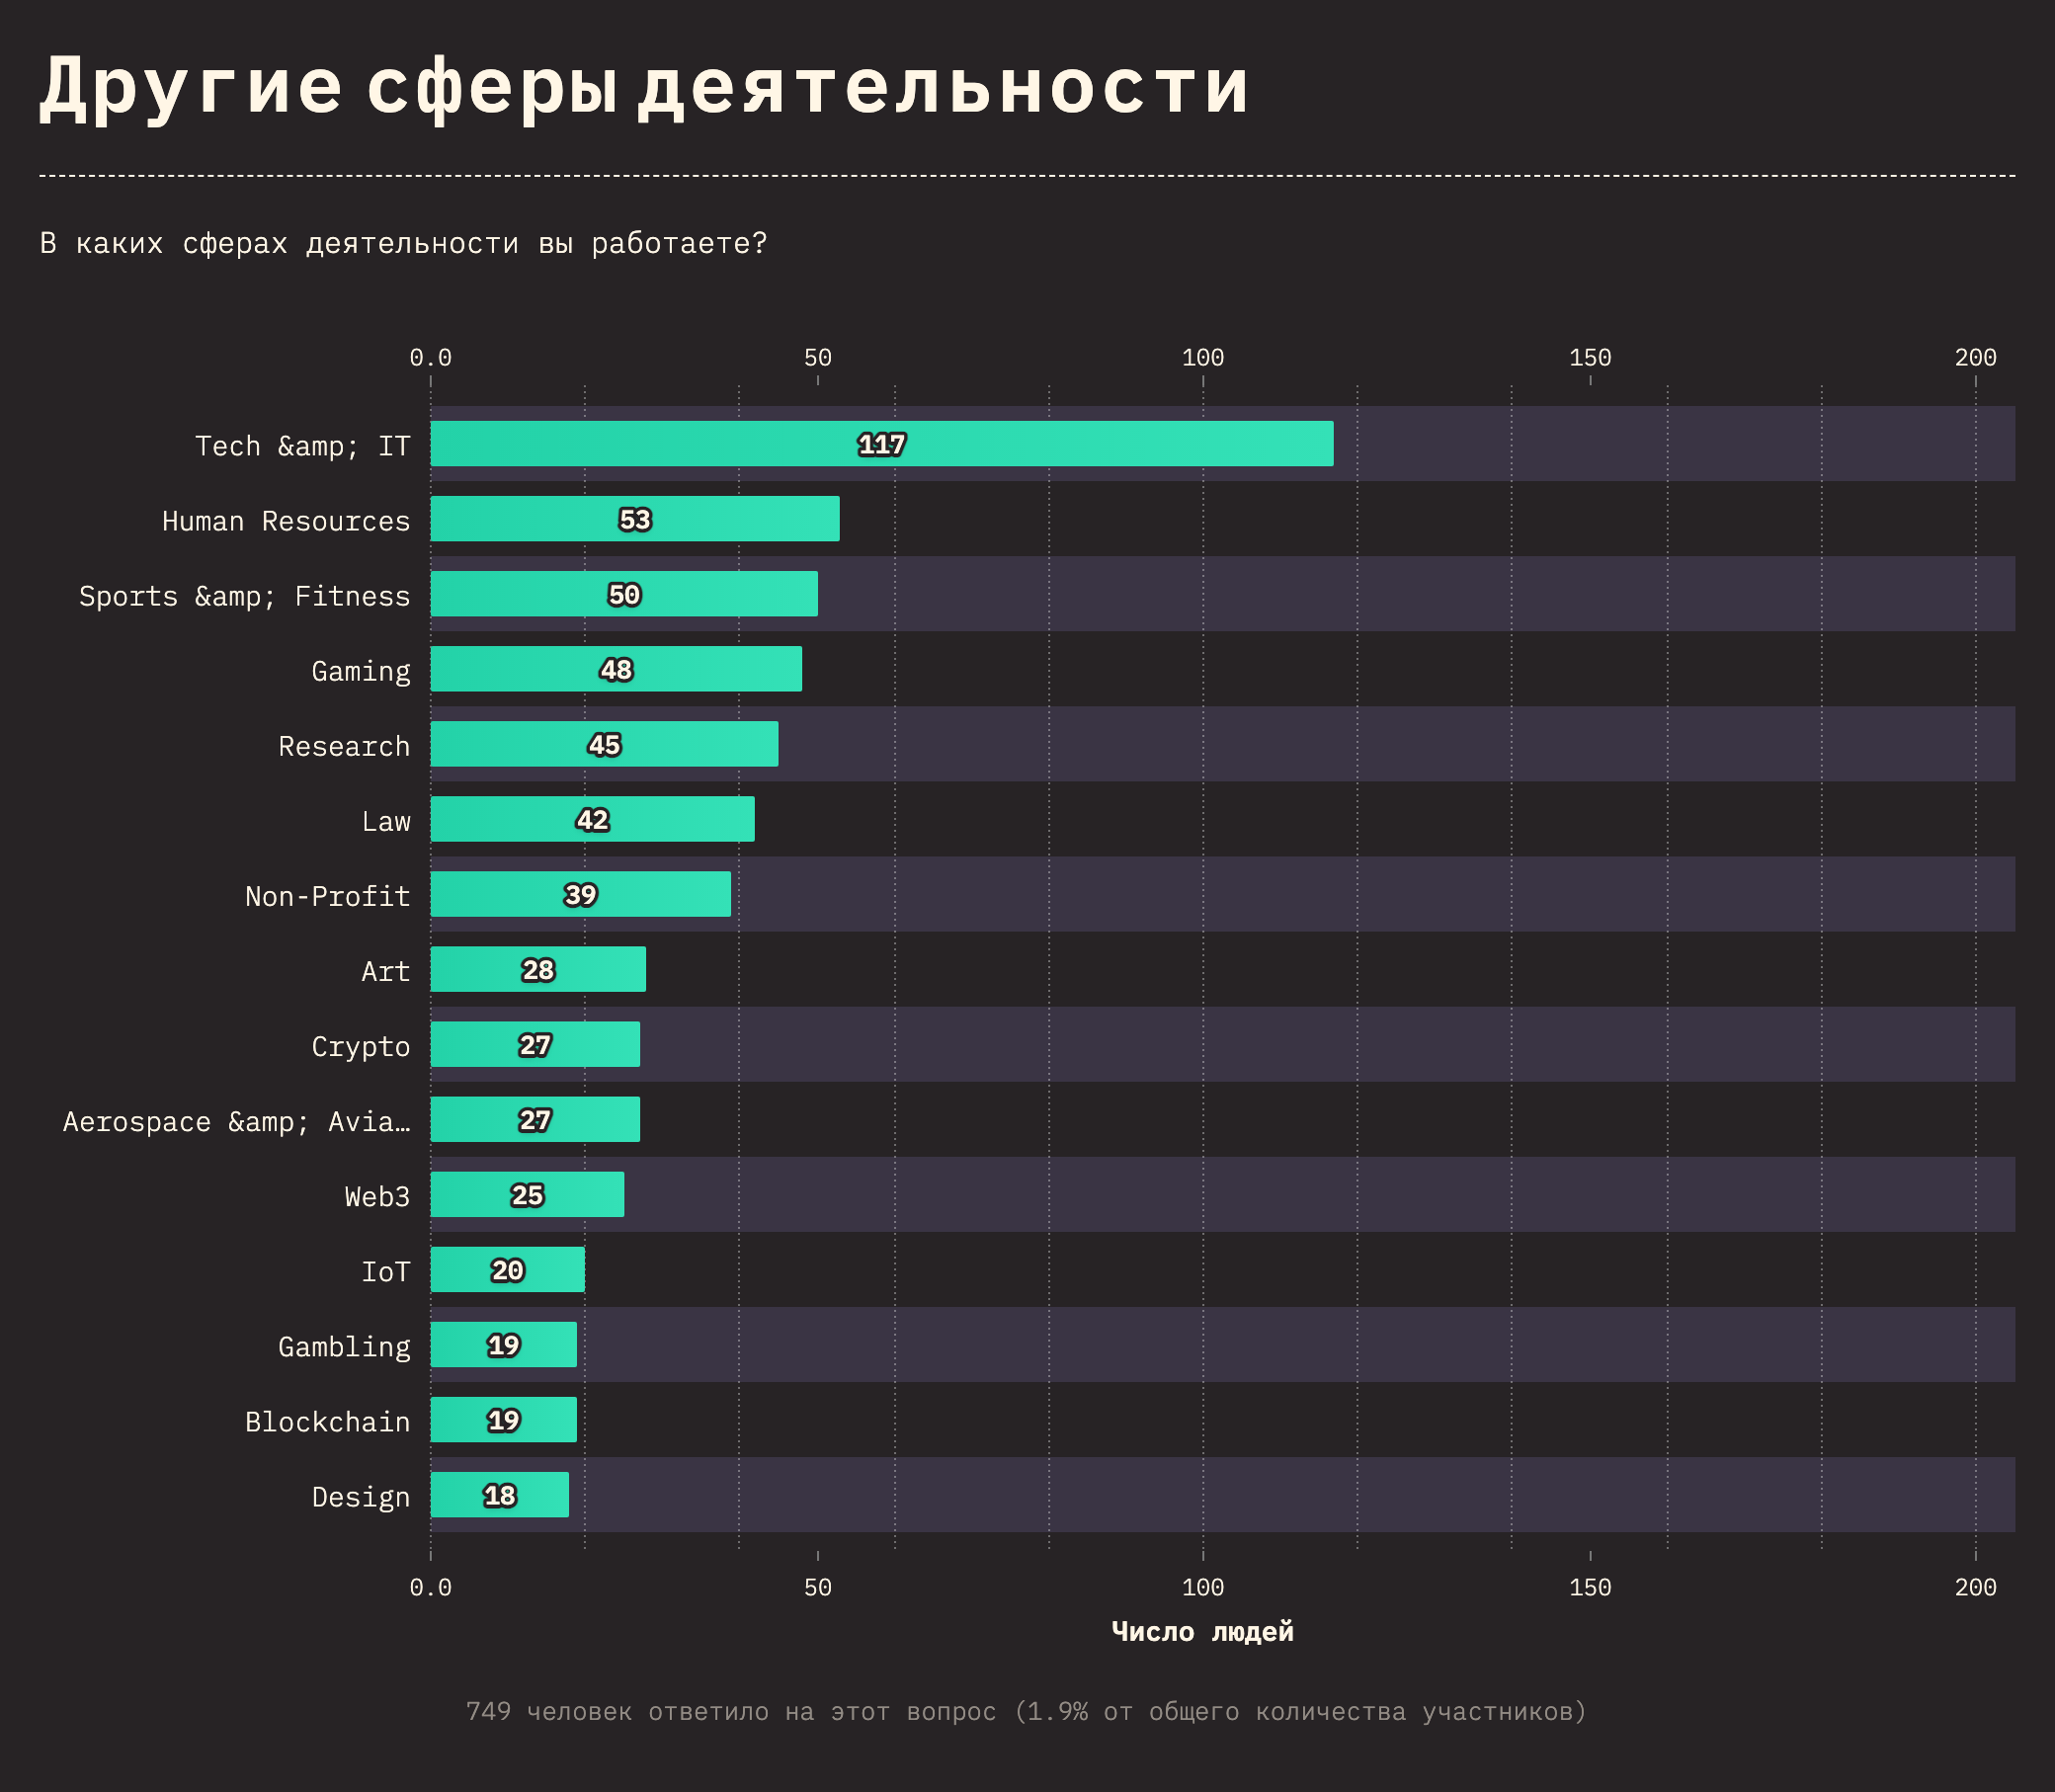 Другие сферы деятельности
В каких сферах деятельности вы работаете?
0.0 50 100 150 200
Tech &amp; IT 117
Human Resources 53
Sports &amp; Fitness 50
Gaming 48
Research 45
Law 42
Non-Profit 39
Art 28
Crypto 27
Aerospace &amp; Avia… 27
Web3 25
IoT 20
Gambling 19
Blockchain 19
Design 18
0.0 50 100 150 200
Число людей
749 человек ответило на этот вопрос (1.9% от общего количества участников)